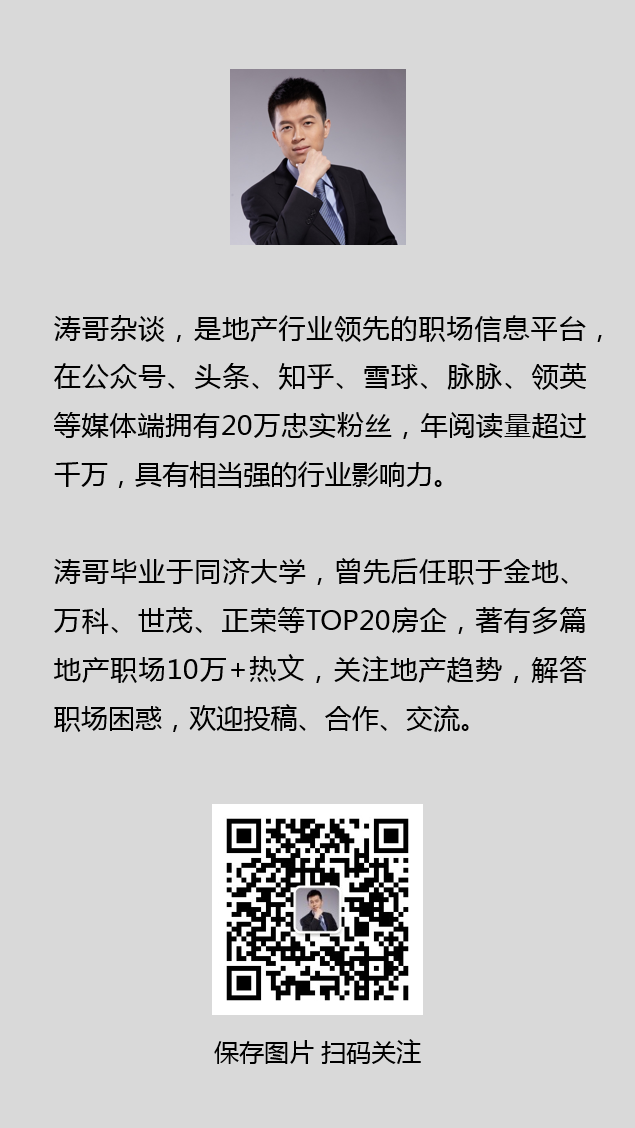 涛哥杂谈，是地产行业领先的职场信息平台，
在公众号、头条、知乎、雪球、脉脉、领英
等媒体端拥有20万忠实粉丝，年阅读量超过
千万，具有相当强的行业影响力。
涛哥毕业于同济大学，曾先后任职于金地、
万科、世茂、正荣等TOP20房企，著有多篇
地产职场10万+热文，关注地产趋势，解答
职场困惑，欢迎投稿、合作、交流。
保存图片 扫码关注